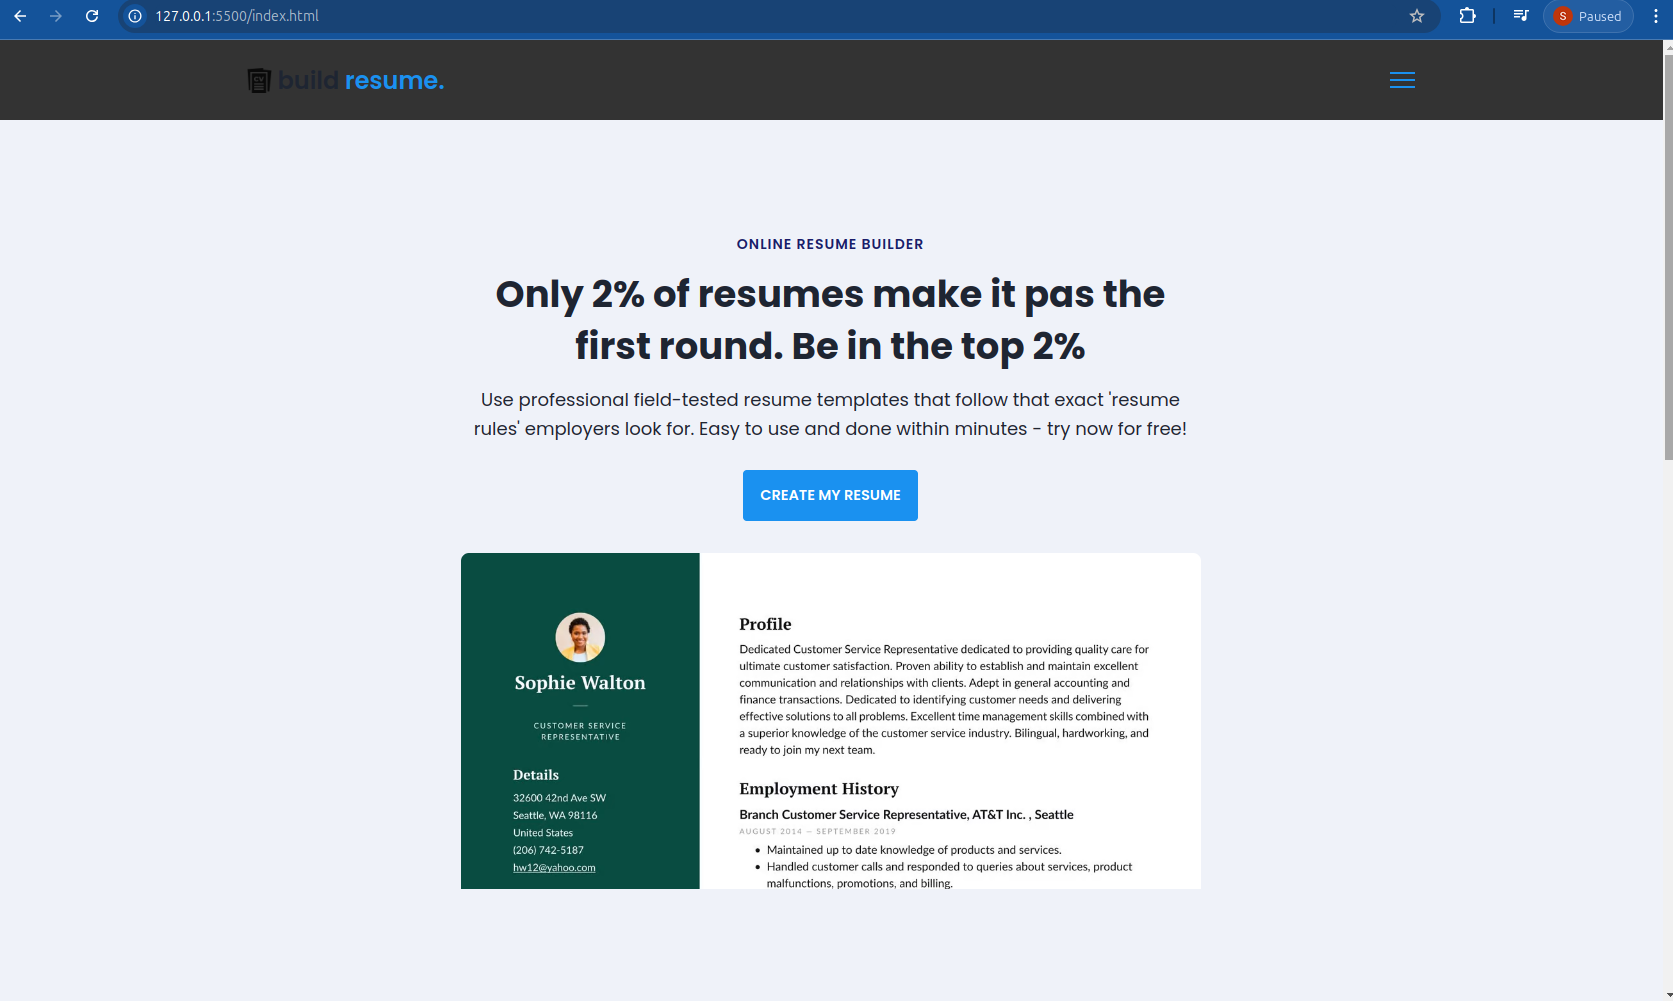 127.0.0.1:5500/index.html
S Paused
CV build resume.
ONLINE RESUME BUILDER
Only 2% of resumes make it pas the
first round. Be in the top 2%
Use professional field-tested resume templates that follow that exact 'resume
rules' employers look for. Easy to use and done within minutes - try now for free!
CREATE MY RESUME
Sophie Walton
CUSTOMER SERVICE
REPRESENTATIVE
Details
32600 42nd Ave SW
Seattle, WA 98116
United States
(206) 742-5187
hw12@yahoo.com
Profile
Dedicated Customer Service Representative dedicated to providing quality care for
ultimate customer satisfaction. Proven ability to establish and maintain excellent
communication and relationships with clients. Adept in general accounting and
finance transactions. Dedicated to identifying customer needs and delivering
effective solutions to all problems. Excellent time management skills combined with
a superior knowledge of the customer service industry. Bilingual, hardworking, and
ready to join my next team.
Employment History
Branch Customer Service Representative, AT&T Inc. , Seattle
AUGUST 2014 — SEPTEMBER 2019
• Maintained up to date knowledge of products and services.
• Handled customer calls and responded to queries about services, product
malfunctions, promotions, and billing.